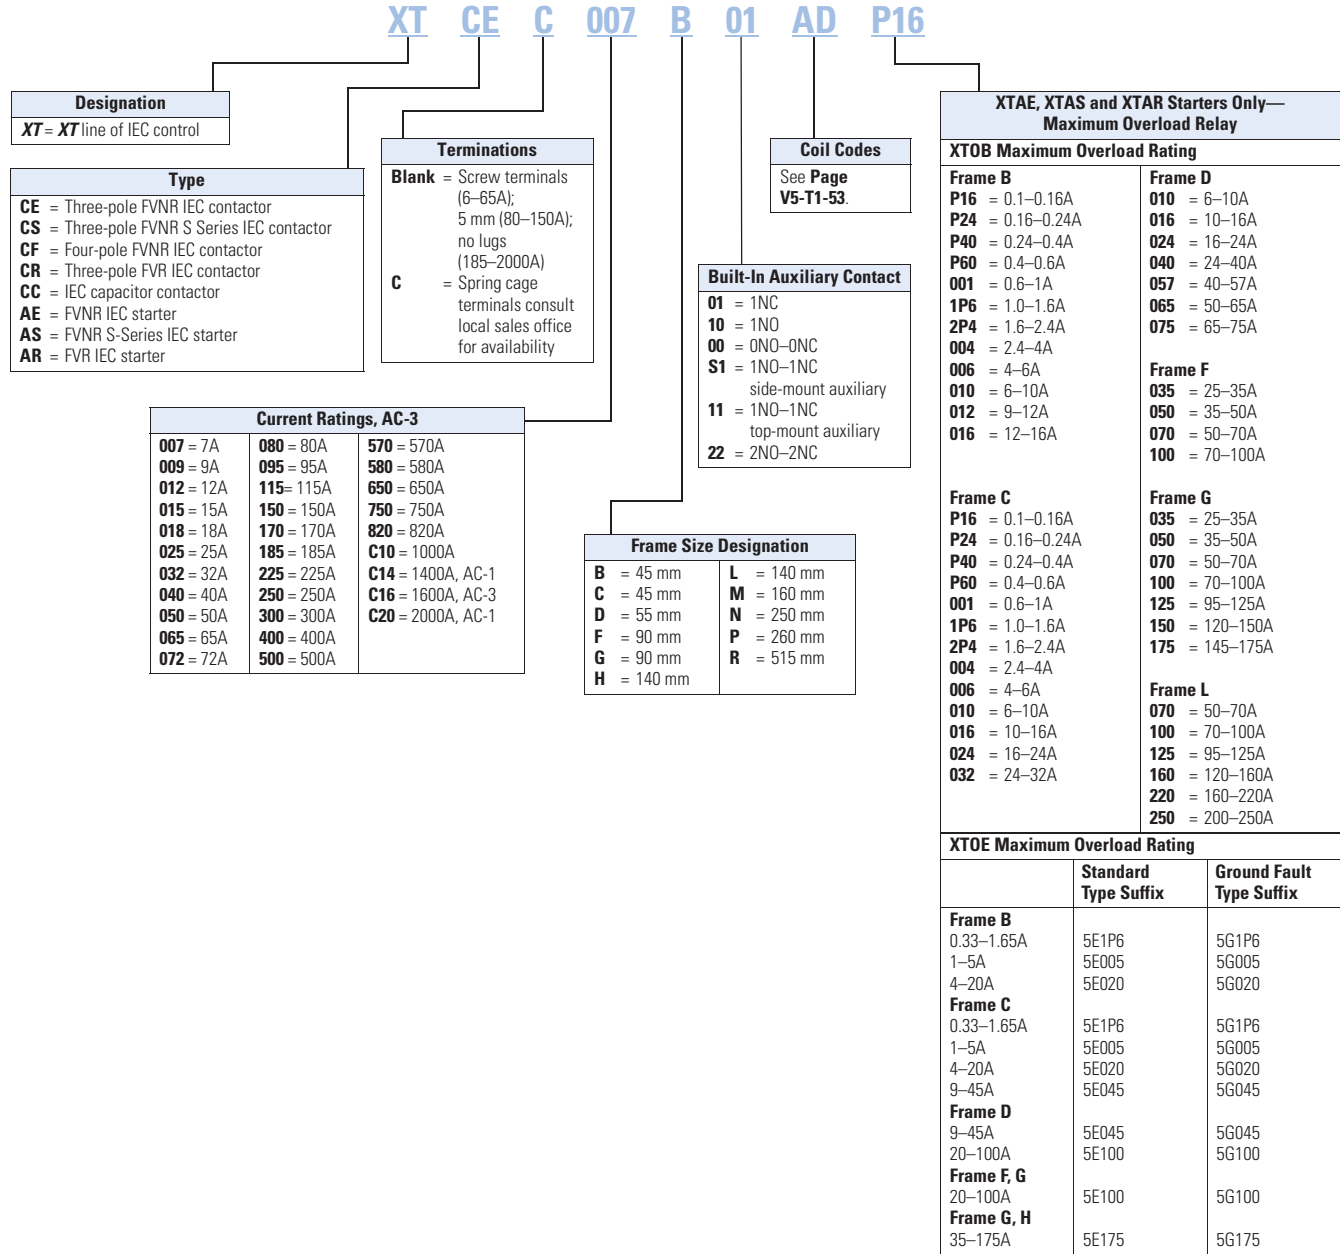 XT CE C 007 B 01 AD P16
Designation
XT = XT line of IEC control
Type
CE = Three-pole FVNR IEC contactor
CS = Three-pole FVNR S Series IEC contactor
CF = Four-pole FVNR IEC contactor
CR = Three-pole FVR IEC contactor
CC = IEC capacitor contactor
AE = FVNR IEC starter
AS = FVNR S-Series IEC starter
AR = FVR IEC starter
Terminations
Blank = Screw terminals
(6–65A);
5 mm (80–150A);
no lugs
(185–2000A)
C = Spring cage
terminals consult
local sales office
for availability
Current Ratings, AC-3
007 = 7A
009 = 9A
012 = 12A
015 = 15A
018 = 18A
025 = 25A
032 = 32A
040 = 40A
050 = 50A
065 = 65A
072 = 72A
080 = 80A
095 = 95A
115= 115A
150 = 150A
170 = 170A
185 = 185A
225 = 225A
250 = 250A
300 = 300A
400 = 400A
500 = 500A
570 = 570A
580 = 580A
650 = 650A
750 = 750A
820 = 820A
C10 = 1000A
C14 = 1400A, AC-1
C16 = 1600A, AC-3
C20 = 2000A, AC-1
Frame Size Designation
B = 45 mm
C = 45 mm
D = 55 mm
F = 90 mm
G = 90 mm
H = 140 mm
L = 140 mm
M = 160 mm
N = 250 mm
P = 260 mm
R = 515 mm
Built-In Auxiliary Contact
01 = 1NC
10 = 1NO
00 = 0NO–0NC
S1 = 1NO–1NC
side-mount auxiliary
11 = 1NO–1NC
top-mount auxiliary
22 = 2NO–2NC
Coil Codes
See Page
V5-T1-53.
XTAE, XTAS and XTAR Starters Only—
Maximum Overload Relay
XTOB Maximum Overload Rating
Frame B
P16 = 0.1–0.16A
P24 = 0.16–0.24A
P40 = 0.24–0.4A
P60 = 0.4–0.6A
001 = 0.6–1A
1P6 = 1.0–1.6A
2P4 = 1.6–2.4A
004 = 2.4–4A
006 = 4–6A
010 = 6–10A
012 = 9–12A
016 = 12–16A
Frame C
P16 = 0.1–0.16A
P24 = 0.16–0.24A
P40 = 0.24–0.4A
P60 = 0.4–0.6A
001 = 0.6–1A
1P6 = 1.0–1.6A
2P4 = 1.6–2.4A
004 = 2.4–4A
006 = 4–6A
010 = 6–10A
016 = 10–16A
024 = 16–24A
032 = 24–32A
Frame D
010 = 6–10A
016 = 10–16A
024 = 16–24A
040 = 24–40A
057 = 40–57A
065 = 50–65A
075 = 65–75A
Frame F
035 = 25–35A
050 = 35–50A
070 = 50–70A
100 = 70–100A
Frame G
035 = 25–35A
050 = 35–50A
070 = 50–70A
100 = 70–100A
125 = 95–125A
150 = 120–150A
175 = 145–175A
Frame L
070 = 50–70A
100 = 70–100A
125 = 95–125A
160 = 120–160A
220 = 160–220A
250 = 200–250A
XTOE Maximum Overload Rating
Standard
Type Suffix
Ground Fault
Type Suffix
Frame B
0.33–1.65A 5E1P6 5G1P6
1–5A 5E005 5G005
4–20A 5E020 5G020
Frame C
0.33–1.65A 5E1P6 5G1P6
1–5A 5E005 5G005
4–20A 5E020 5G020
9–45A 5E045 5G045
Frame D
9–45A 5E045 5G045
20–100A 5E100 5G100
Frame F, G
20–100A 5E100 5G100
Frame G, H
35–175A 5E175 5G175